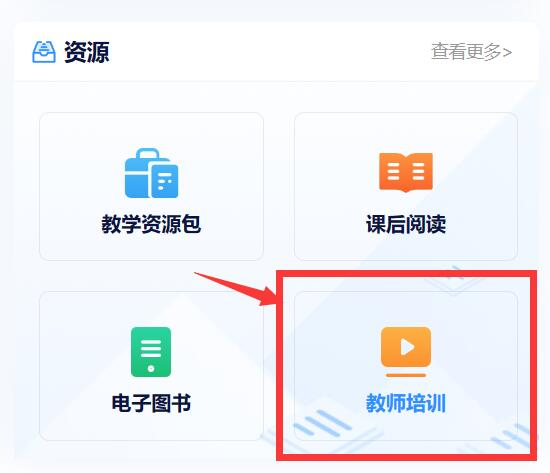 资源
查看更多>
教学资源包
课后阅读
电子图书
教师培训